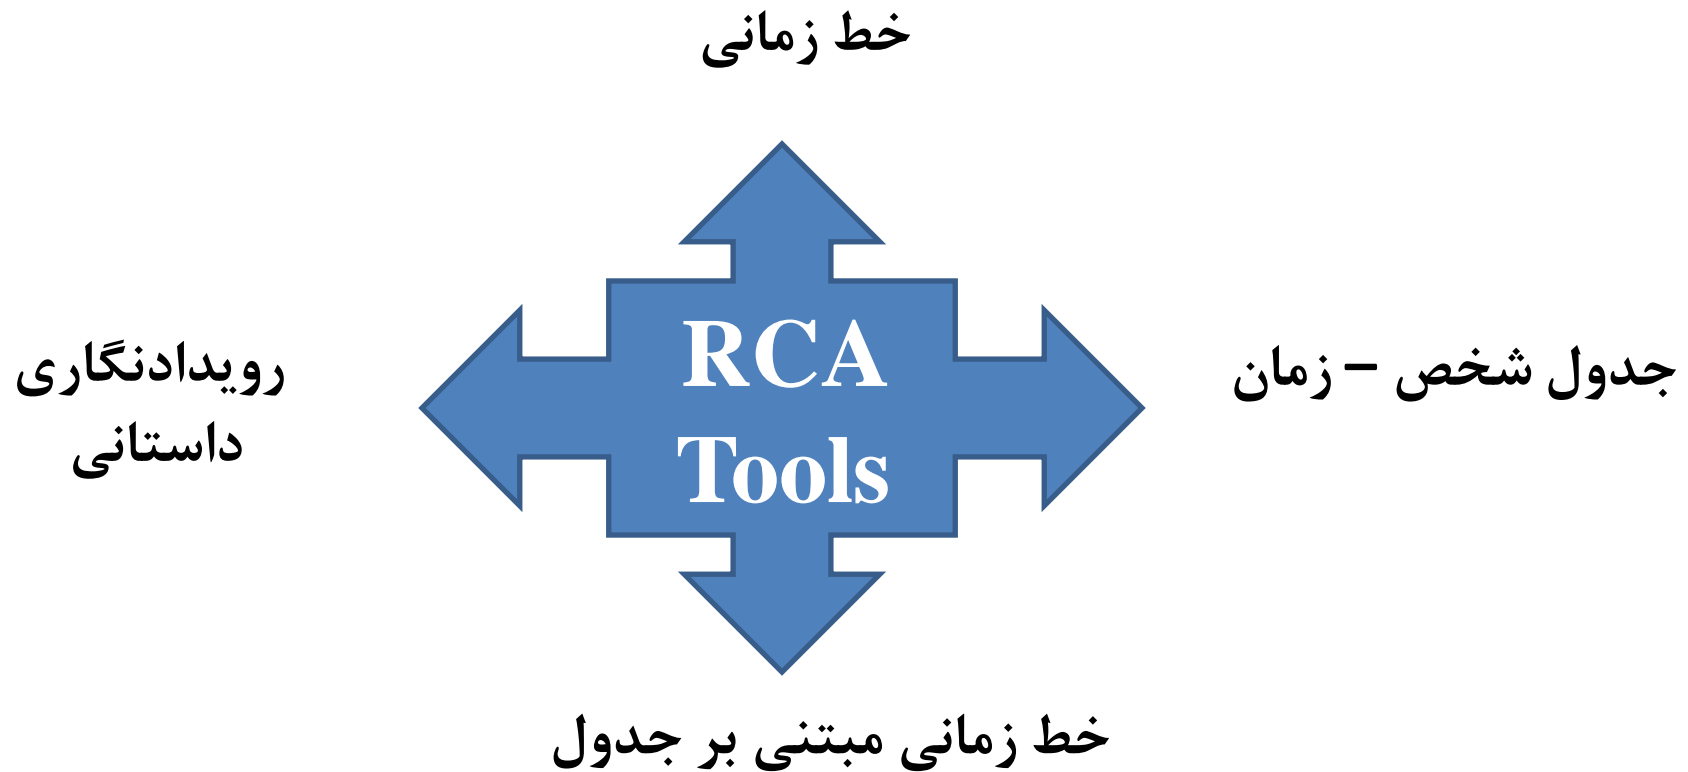 خط زمانی
RCA
Tools
جدول شخص – زمان
رویدادنگاری
داستانی
خط زمانی مبتنی بر جدول